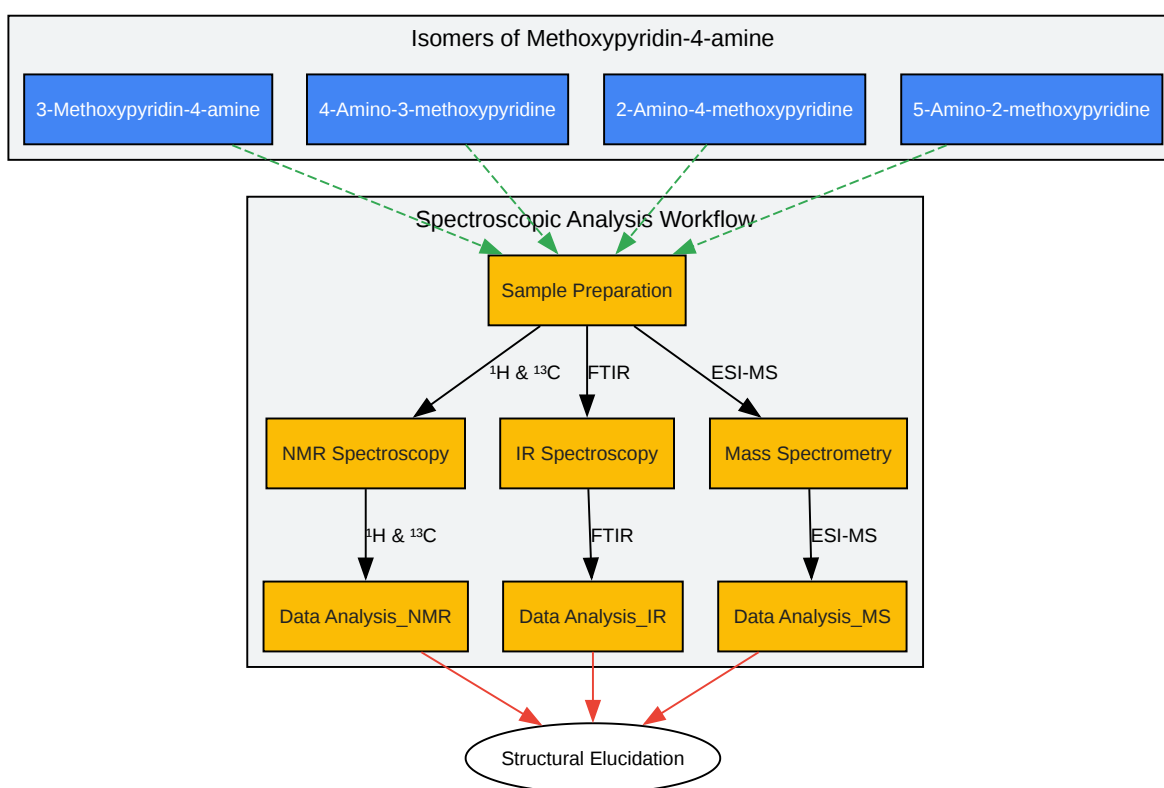 Isomers of Methoxypyridin-4-amine
3-Methoxypyridin-4-amine
4-Amino-3-methoxypyridine
2-Amino-4-methoxypyridine
5-Amino-2-methoxypyridine
Spectroscopic Analysis Workflow
Sample Preparation
¹H & ¹³C
FTIR
ESI-MS
NMR Spectroscopy
IR Spectroscopy
Mass Spectrometry
¹H & ¹³C
FTIR
ESI-MS
Data Analysis_NMR
Data Analysis_IR
Data Analysis_MS
Structural Elucidation